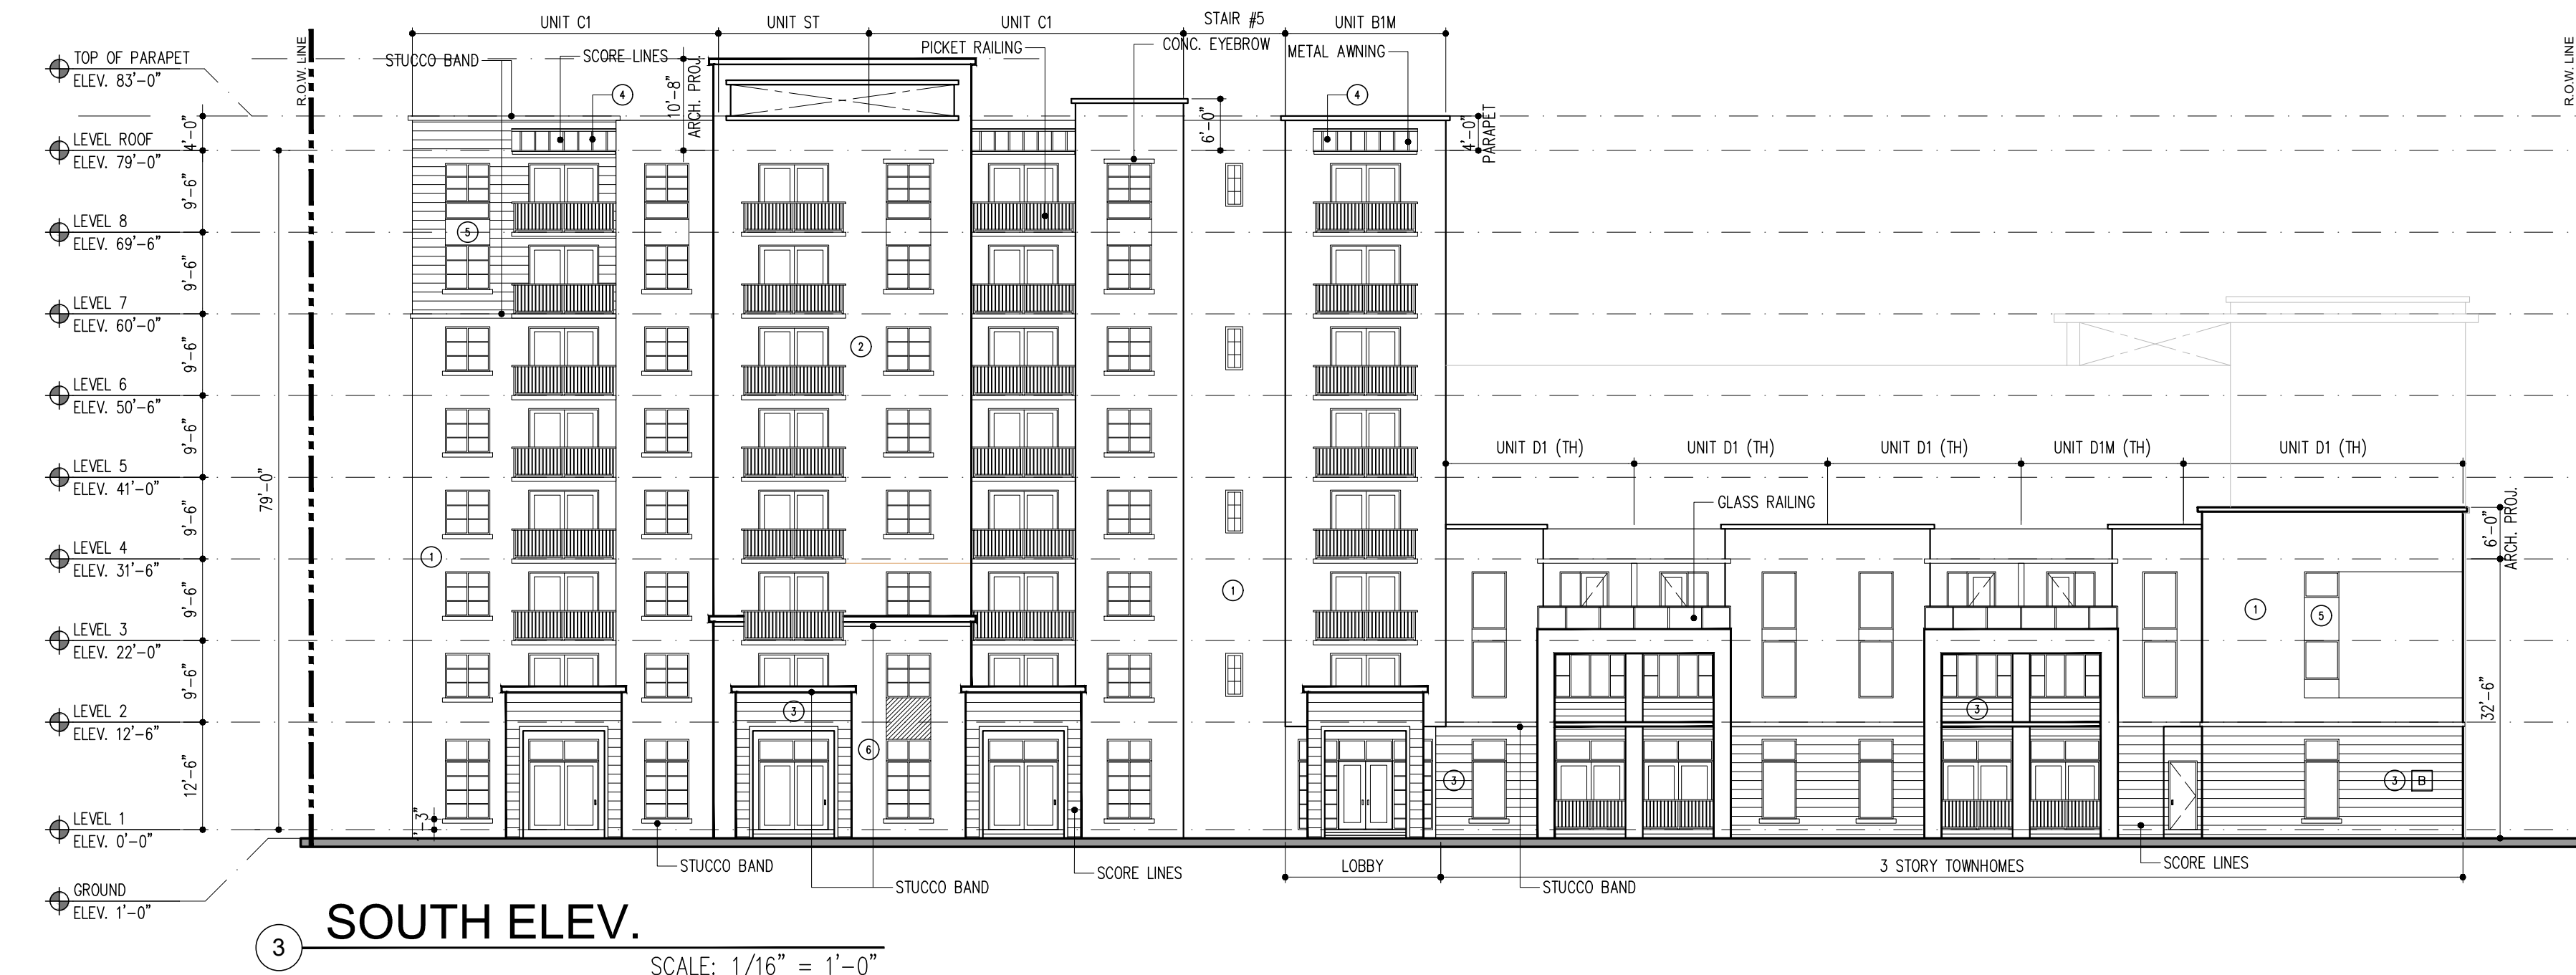 UNIT C1
UNIT ST
UNIT C1
STAIR #5
UNIT B1M
R.O.W. LINE
R.O.W. LINE
STUCCO BAND
SCORE LINES
PICKET RAILING
CONC. EYEBROW
METAL AWNING
4
4
10'-8"
ARCH. PROJ.
6'-0"
4'-0"
PARAPET
TOP OF PARAPET
ELEV. 83'-0"
4'-0"
LEVEL ROOF
ELEV. 79'-0"
9'-6"
LEVEL 8
ELEV. 69'-6"
9'-6"
LEVEL 7
ELEV. 60'-0"
9'-6"
LEVEL 6
ELEV. 50'-6"
9'-6"
LEVEL 5
ELEV. 41'-0"
79'-0"
9'-6"
LEVEL 4
ELEV. 31'-6"
9'-6"
LEVEL 3
ELEV. 22'-0"
9'-6"
LEVEL 2
ELEV. 12'-6"
12'-6"
LEVEL 1
ELEV. 0'-0"
GROUND
ELEV. 1'-0"
5
2
1
1
3
6
UNIT D1 (TH)
UNIT D1 (TH)
UNIT D1 (TH)
UNIT D1M (TH)
UNIT D1 (TH)
GLASS RAILING
6'-0"
ARCH. PROJ.
32'-6"
1
5
3
3
3
B
STUCCO BAND
STUCCO BAND
SCORE LINES
LOBBY
STUCCO BAND
3 STORY TOWNHOMES
SCORE LINES
3
SOUTH ELEV.
SCALE: 1/16" = 1'-0"